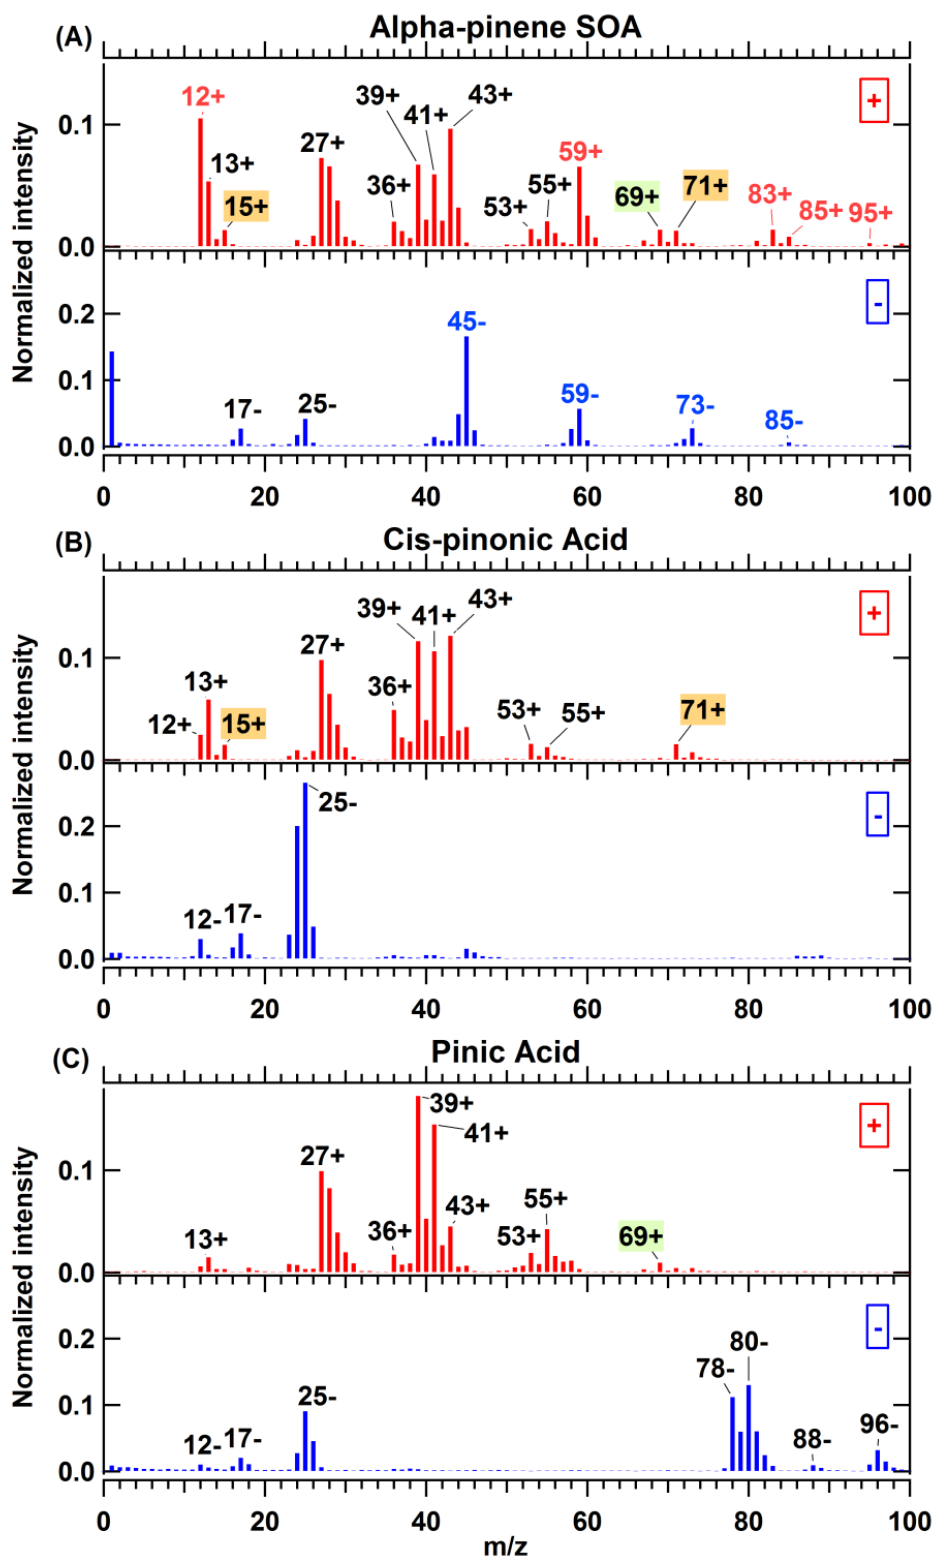 (A) Alpha-pinene SOA
Normalized intensity
0.1
0.0
12+ 13+ 15+ 27+ 36+ 39+ 41+ 43+ 53+ 55+ 59+ 69+ 71+ 83+ 85+ 95+
+
Normalized intensity
0.2
0.1
0.0
17- 25- 45- 59- 73- 85-
-
0 20 40 60 80 100
(B) Cis-pinonic Acid
Normalized intensity
0.1
0.0
12+ 13+ 15+ 27+ 36+ 39+ 41+ 43+ 53+ 55+ 71+
+
Normalized intensity
0.2
0.1
0.0
12- 17- 25-
-
0 20 40 60 80 100
(C) Pinic Acid
Normalized intensity
0.1
0.0
13+ 27+ 36+ 39+ 41+ 43+ 53+ 55+ 69+
+
Normalized intensity
0.2
0.1
0.0
12- 17- 25- 78- 80- 88- 96-
-
0 20 40 60 80 100
m/z